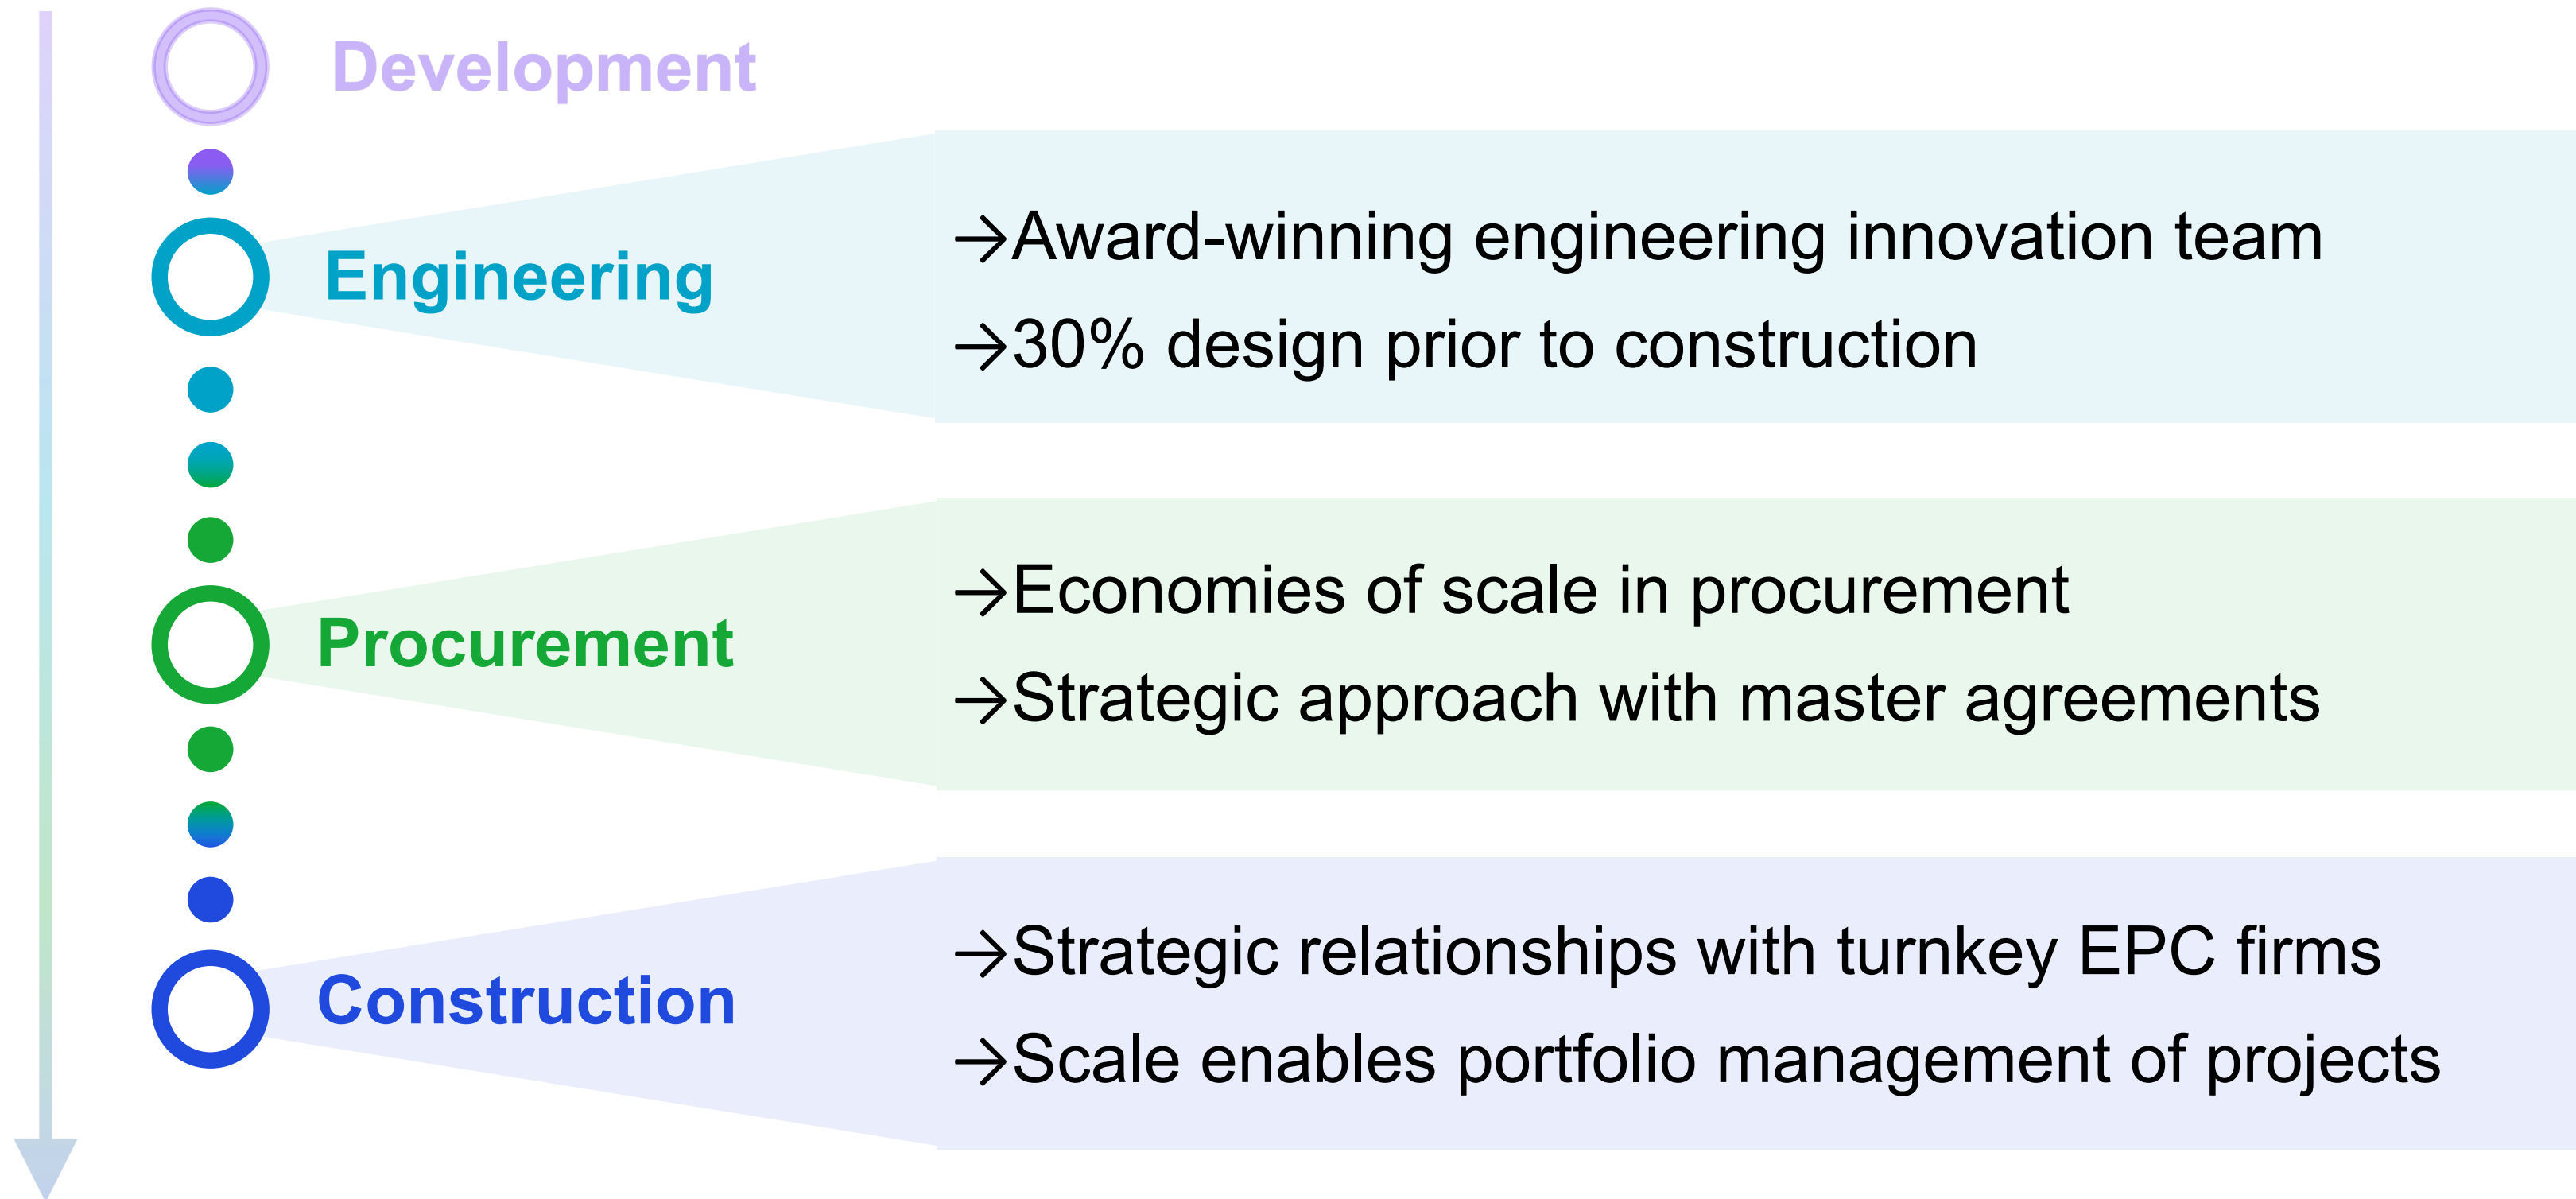 Development
Engineering
→Award-winning engineering innovation team
→30% design prior to construction
Procurement
→Economies of scale in procurement
→Strategic approach with master agreements
Construction
→Strategic relationships with turnkey EPC firms
→Scale enables portfolio management of projects